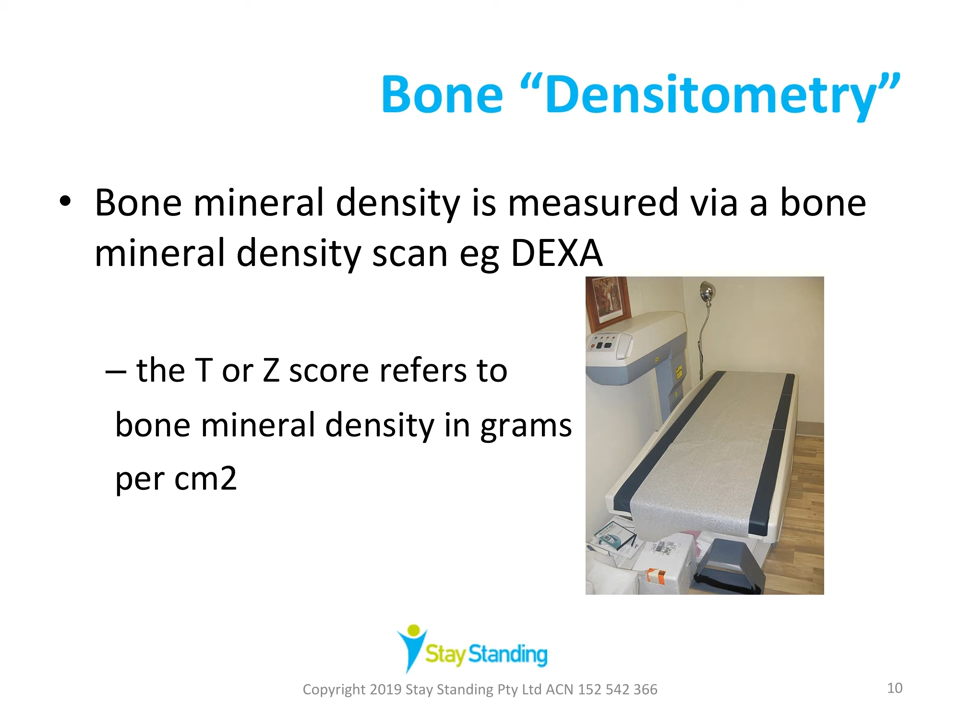 Bone “Densitometry”
• Bone mineral density is measured via a bone
mineral density scan eg DEXA
– the T or Z score refers to
bone mineral density in grams
per cm2
Stay Standing
Copyright 2019 Stay Standing Pty Ltd ACN 152 542 366
10